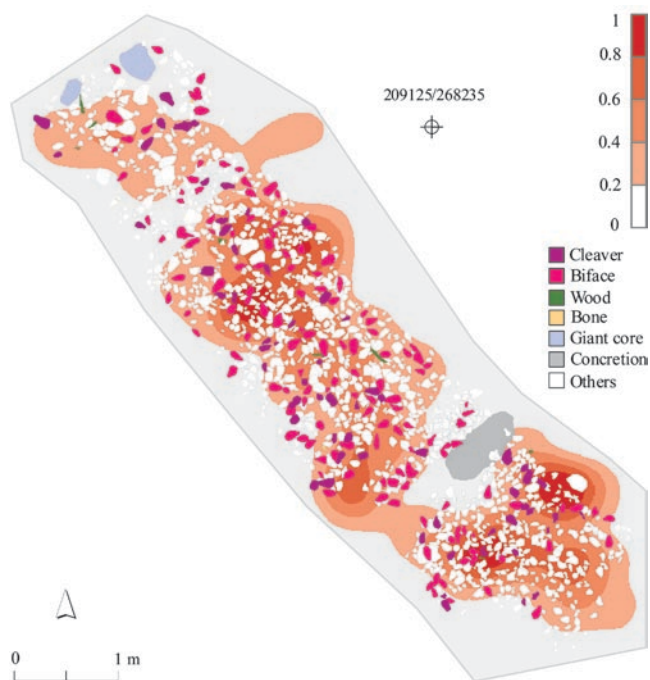 1
0.8
0.6
0.4
0.2
0
209125/268235
Cleaver
Biface
Wood
Bone
Giant core
Concretion
Others
0 1 m